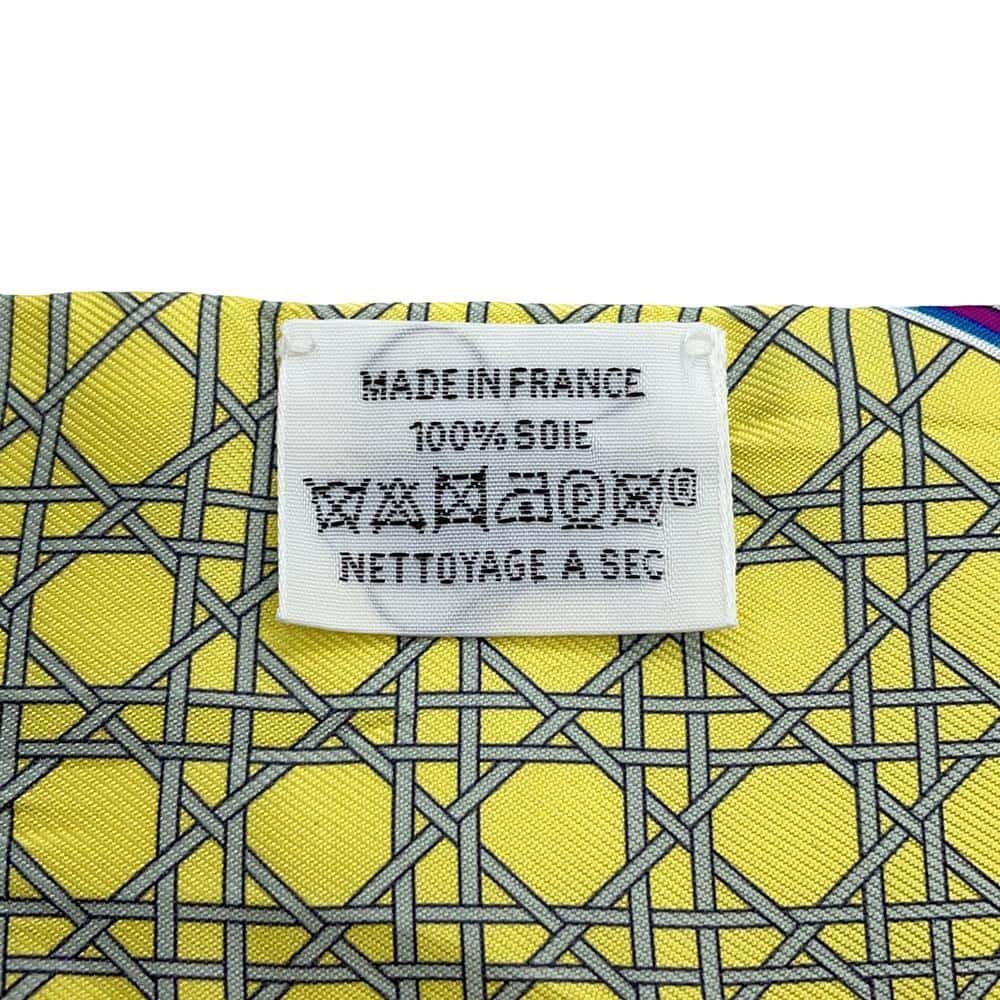 MADE IN FRANCE
100% SOIE
P ®
NETTOYAGE A SEC